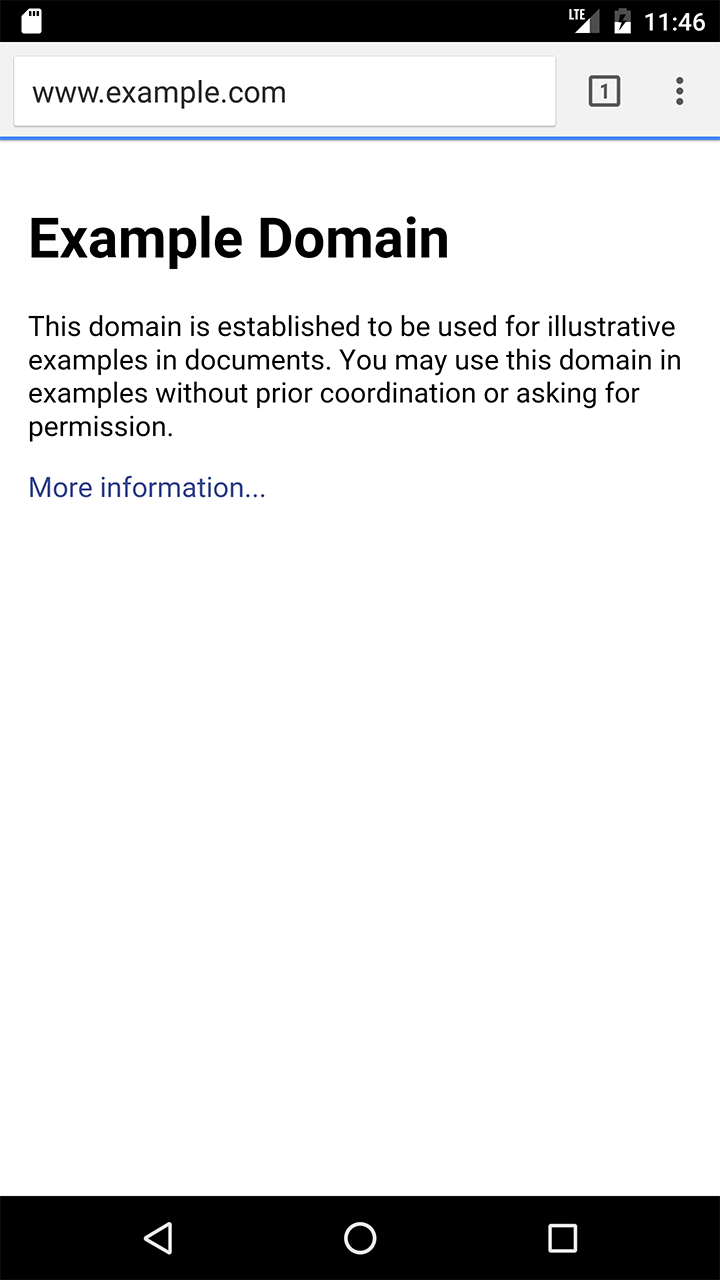 LTE 11:46
www.example.com 1
Example Domain
This domain is established to be used for illustrative
examples in documents. You may use this domain in
examples without prior coordination or asking for
permission.
More information...